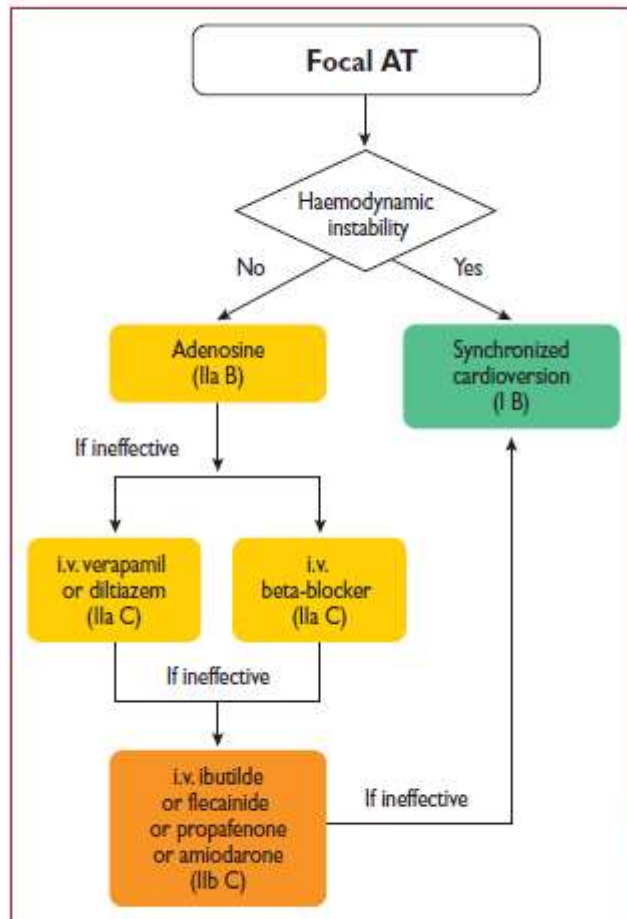 Focal AT
Haemodynamic
instability
No
Yes
Adenosine
(IIa B)
Synchronized
cardioversion
(I B)
If ineffective
i.v. verapamil
or diltiazem
(IIa C)
i.v.
beta-blocker
(IIa C)
If ineffective
i.v. ibutilde
or flecainide
or propafenone
or amiodarone
(IIb C)
If ineffective